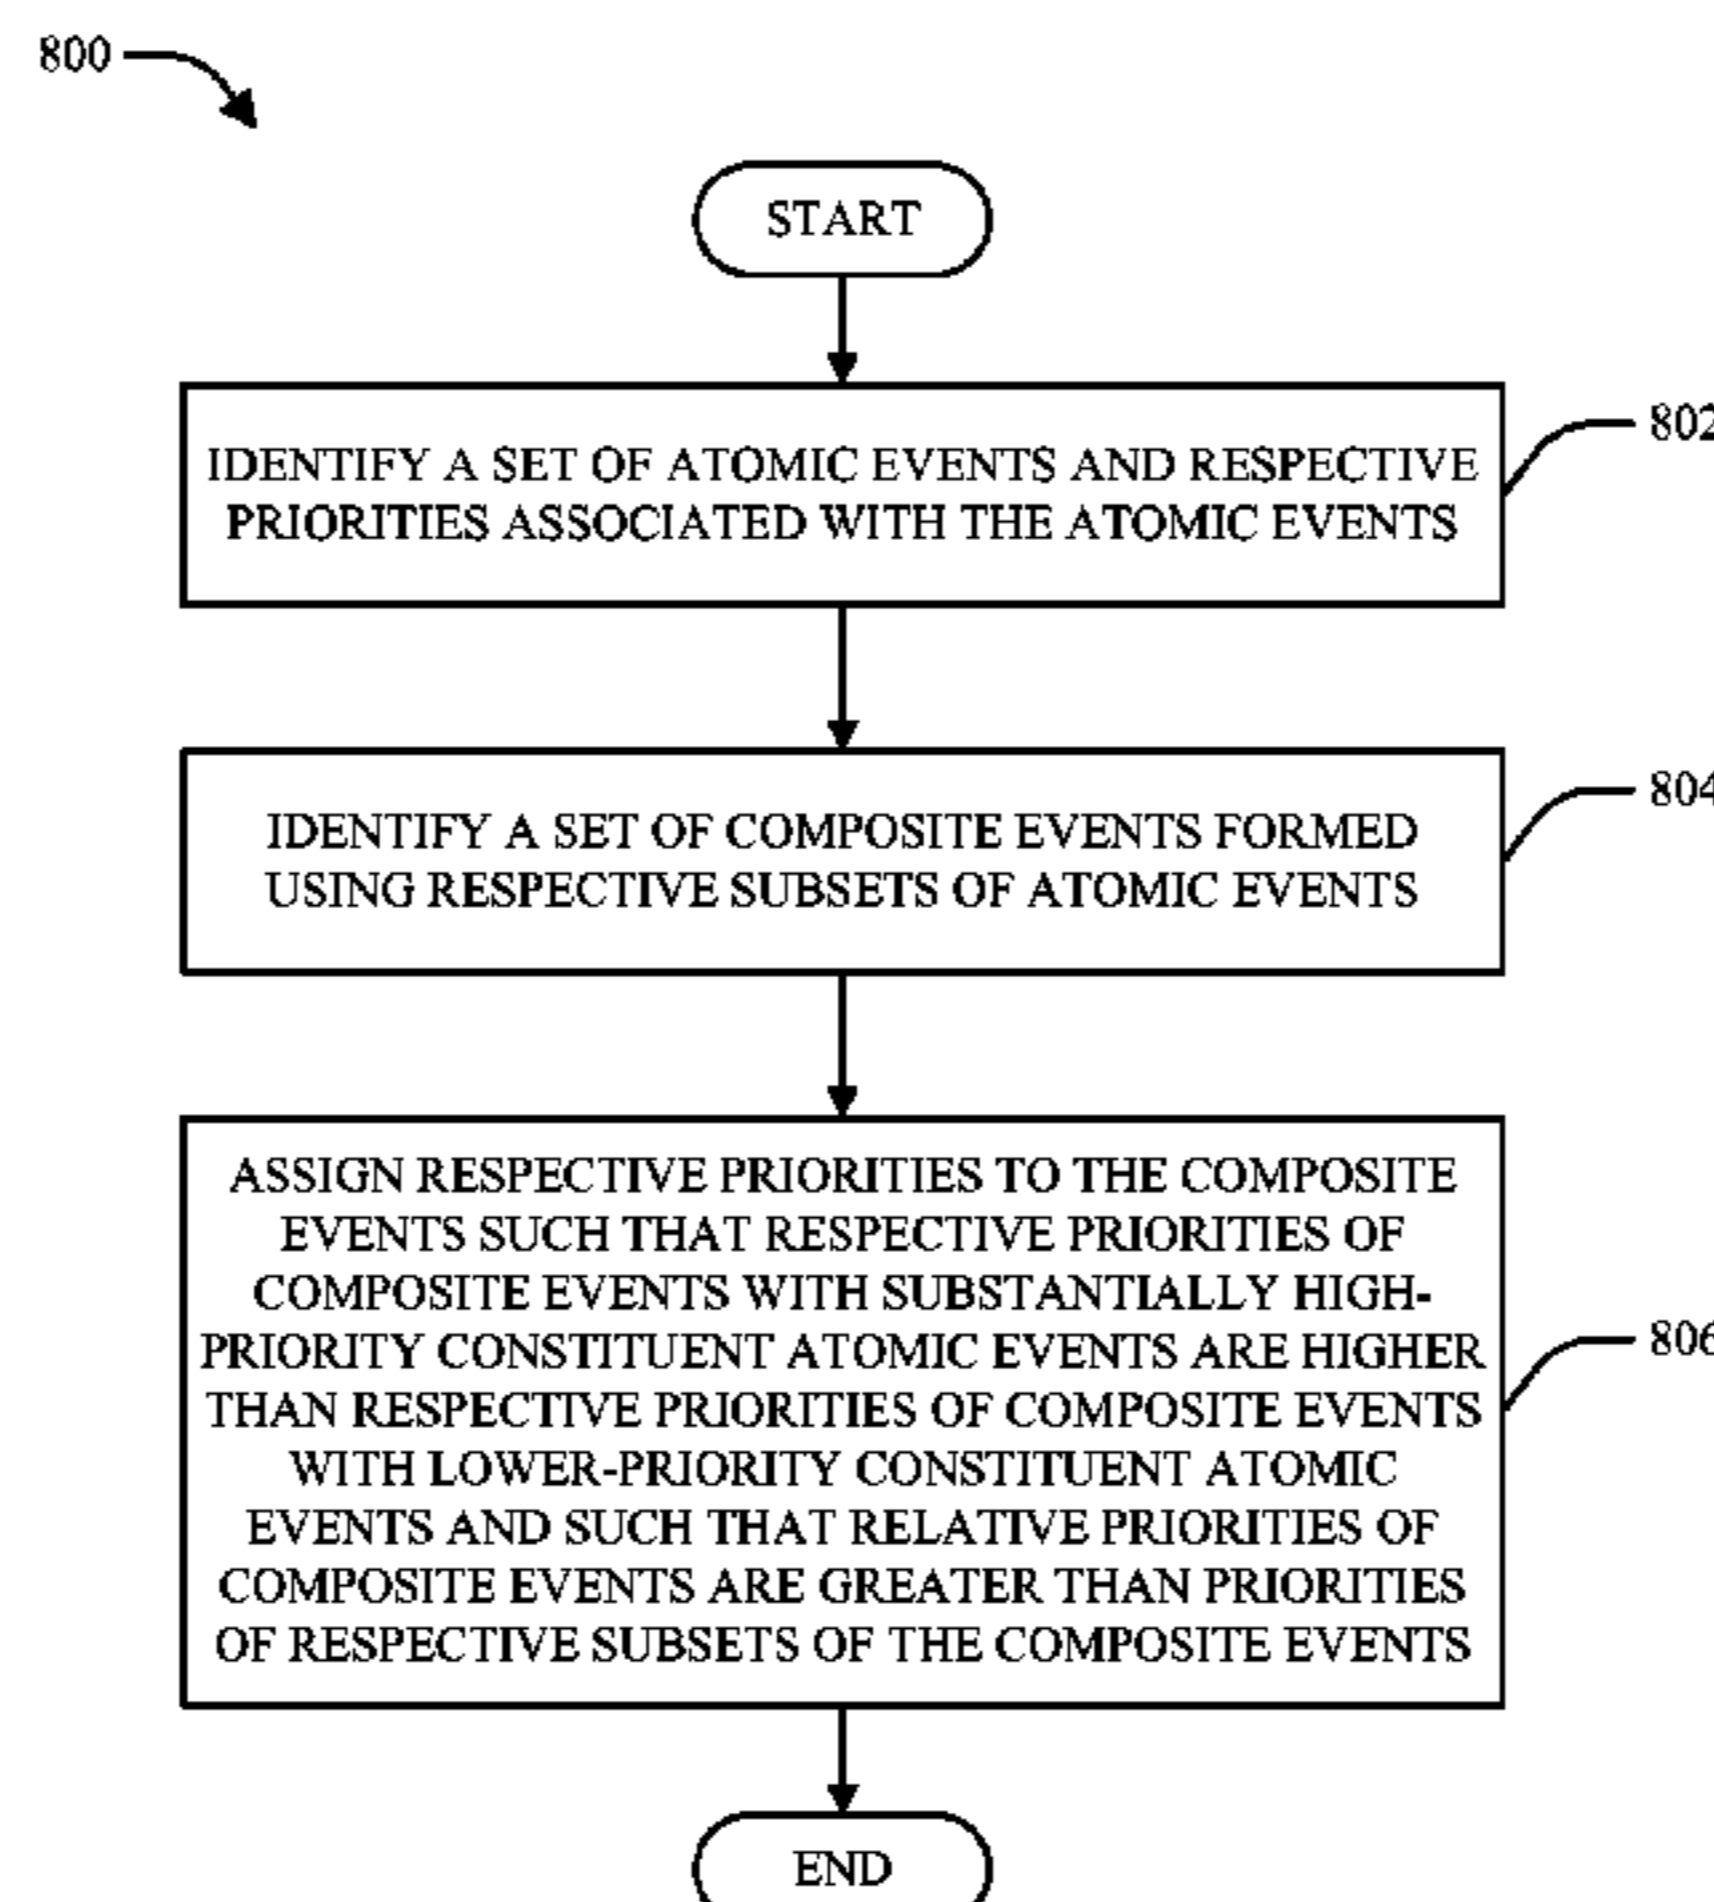 800
START
IDENTIFY A SET OF ATOMIC EVENTS AND RESPECTIVE
PRIORITIES ASSOCIATED WITH THE ATOMIC EVENTS
802
IDENTIFY A SET OF COMPOSITE EVENTS FORMED
USING RESPECTIVE SUBSETS OF ATOMIC EVENTS
804
ASSIGN RESPECTIVE PRIORITIES TO THE COMPOSITE
EVENTS SUCH THAT RESPECTIVE PRIORITIES OF
COMPOSITE EVENTS WITH SUBSTANTIALLY HIGH-
PRIORITY CONSTITUENT ATOMIC EVENTS ARE HIGHER
THAN RESPECTIVE PRIORITIES OF COMPOSITE EVENTS
WITH LOWER-PRIORITY CONSTITUENT ATOMIC
EVENTS AND SUCH THAT RELATIVE PRIORITIES OF
COMPOSITE EVENTS ARE GREATER THAN PRIORITIES
OF RESPECTIVE SUBSETS OF THE COMPOSITE EVENTS
806
END